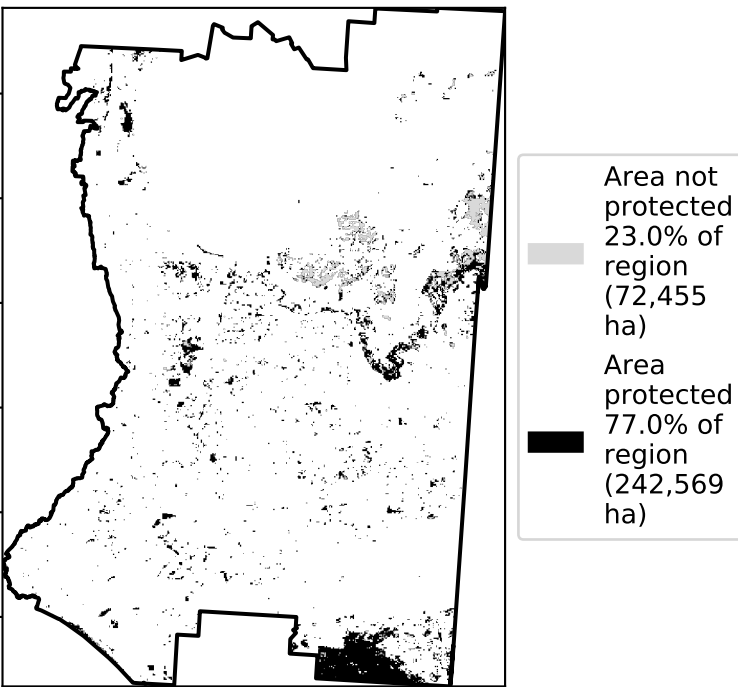 Area not
protected
23.0% of
region
(72,455
ha)
Area
protected
77.0% of
region
(242,569
ha)